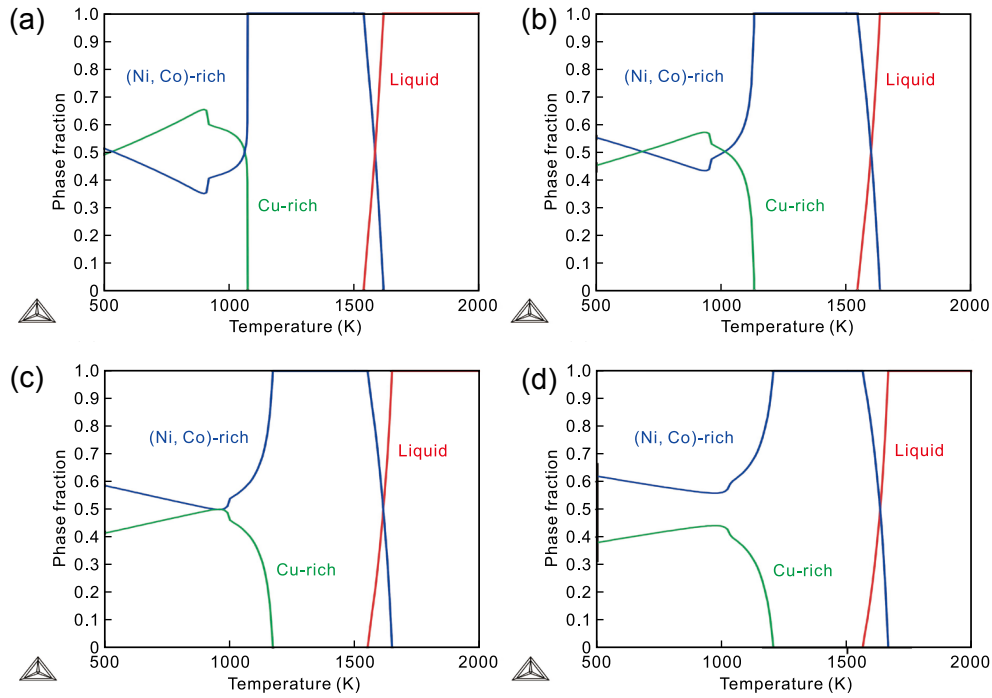 (a)
Phase fraction
1.0
0.9
0.8
0.7
0.6
0.5
0.4
0.3
0.2
0.1
0
(Ni, Co)-rich
Liquid
Cu-rich
500 1000 1500 2000
Temperature (K)
(b)
Phase fraction
1.0
0.9
0.8
0.7
0.6
0.5
0.4
0.3
0.2
0.1
0
(Ni, Co)-rich
Liquid
Cu-rich
500 1000 1500 2000
Temperature (K)
(c)
Phase fraction
1.0
0.9
0.8
0.7
0.6
0.5
0.4
0.3
0.2
0.1
0
(Ni, Co)-rich
Liquid
Cu-rich
500 1000 1500 2000
Temperature (K)
(d)
Phase fraction
1.0
0.9
0.8
0.7
0.6
0.5
0.4
0.3
0.2
0.1
0
(Ni, Co)-rich
Liquid
Cu-rich
500 1000 1500 2000
Temperature (K)